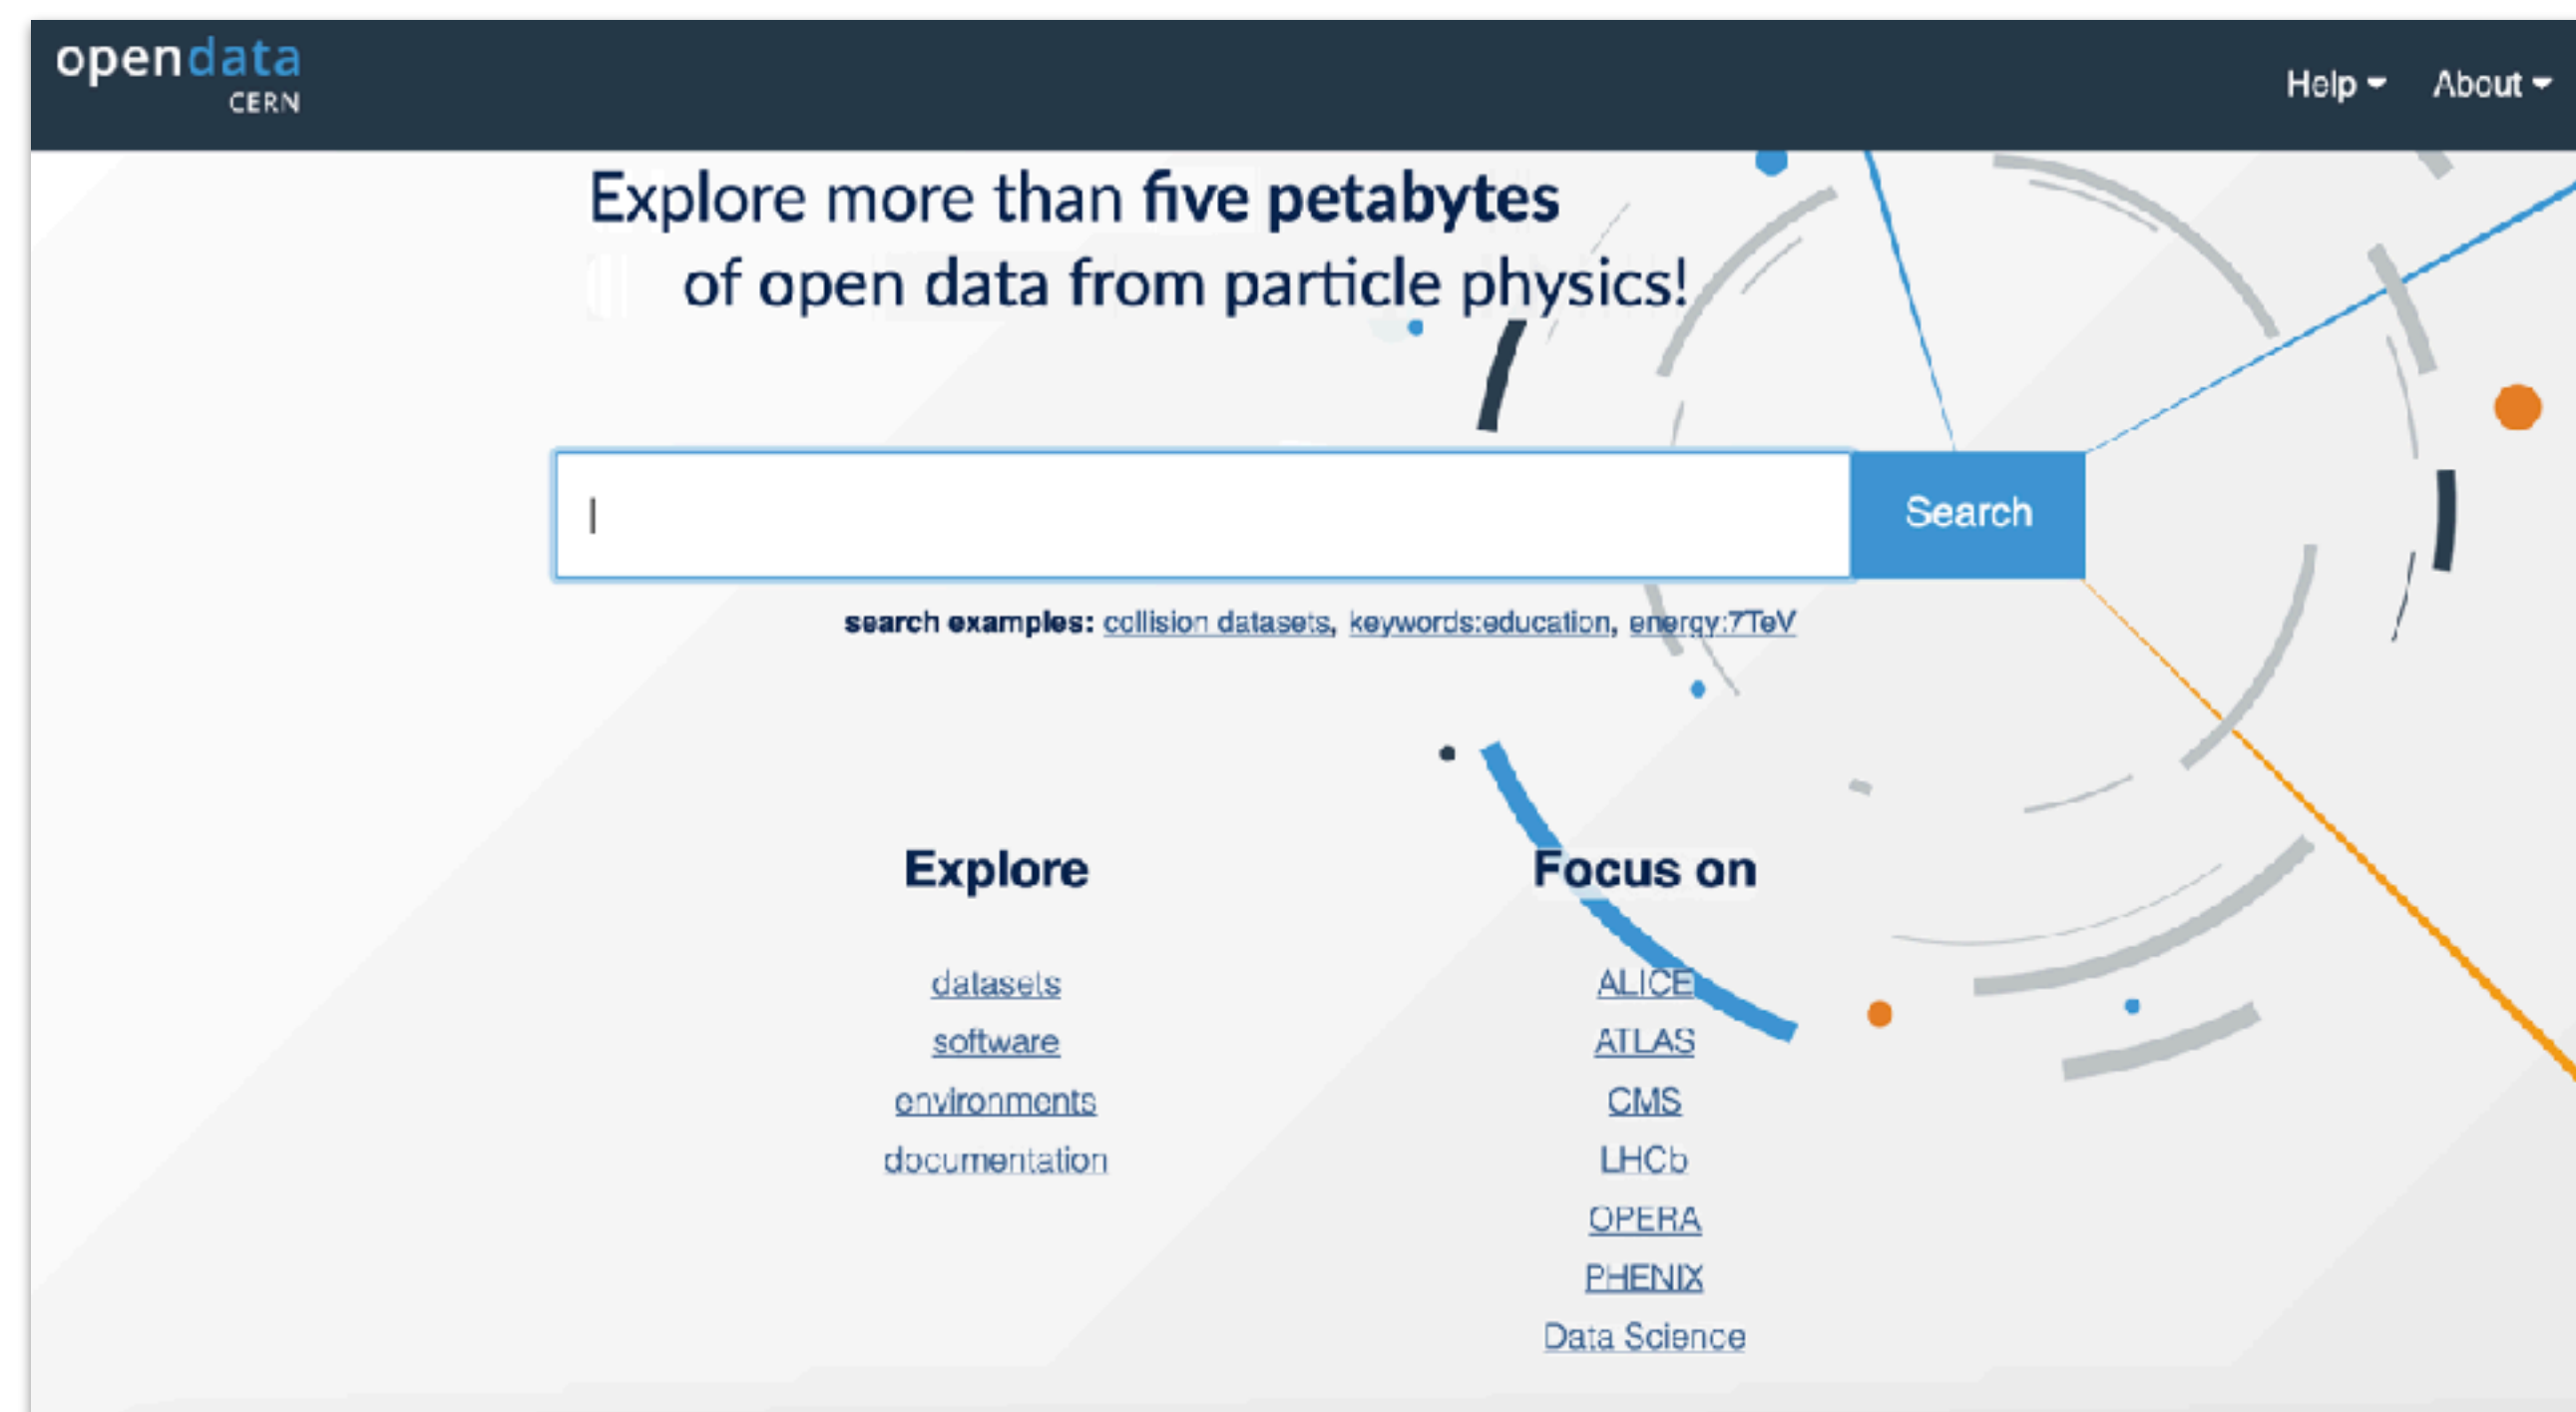 opendata
CERN
Help About
Explore more than five petabytes
of open data from particle physics!
Search
search examples: collision datasets, keywords:education, energy:7TeV
Explore
datasets
software
environments
documentation
Focus on
ALICE
ATLAS
CMS
LHCb
OPERA
PHENIX
Data Science